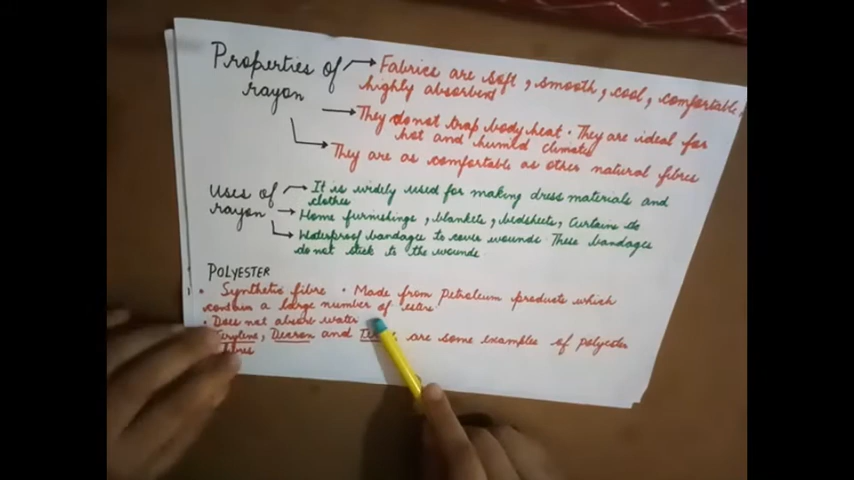 Properties of
rayon
Fabrics are soft, smooth, cool, comfortable,
highly absorbent
They do not trap body heat. They are ideal for
hot and humid climates
They are as comfortable as other natural fibres
Uses of
rayon
It is widely used for making dress materials and
clothes
Home furnishings, blankets, bedsheets, Curtains etc
Waterproof bandages to cover wounds. These bandages
do not stick to the wounds
POLYESTER
• Synthetic fibre • Made from Petroleum products which
contain a large number of esters
• Does not absorb water
Terylene, Dacron and are some examples of polyester